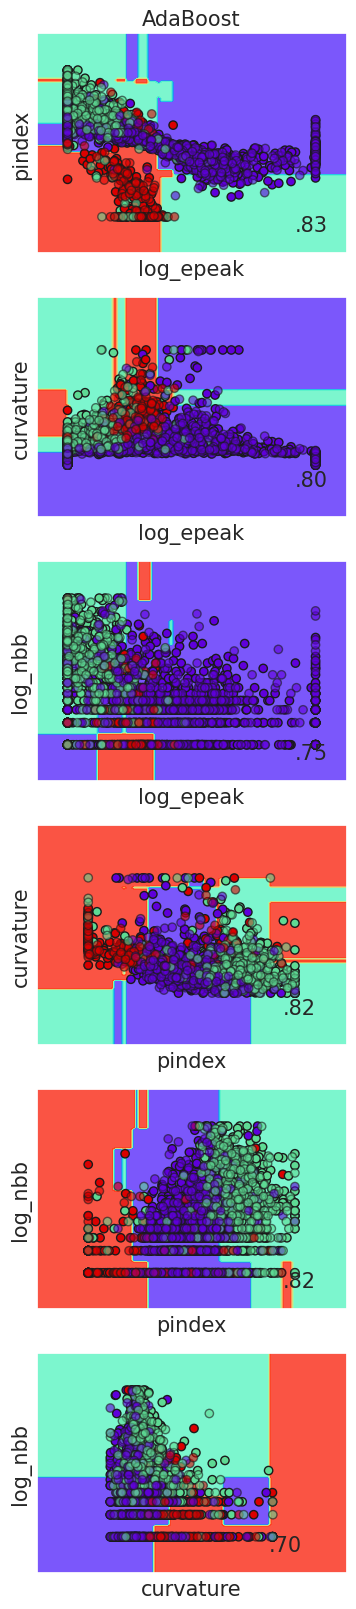 AdaBoost
pindex
.83
log_epeak
curvature
.80
log_epeak
log_nbb
.75
log_epeak
curvature
.82
pindex
log_nbb
.82
pindex
log_nbb
.70
curvature